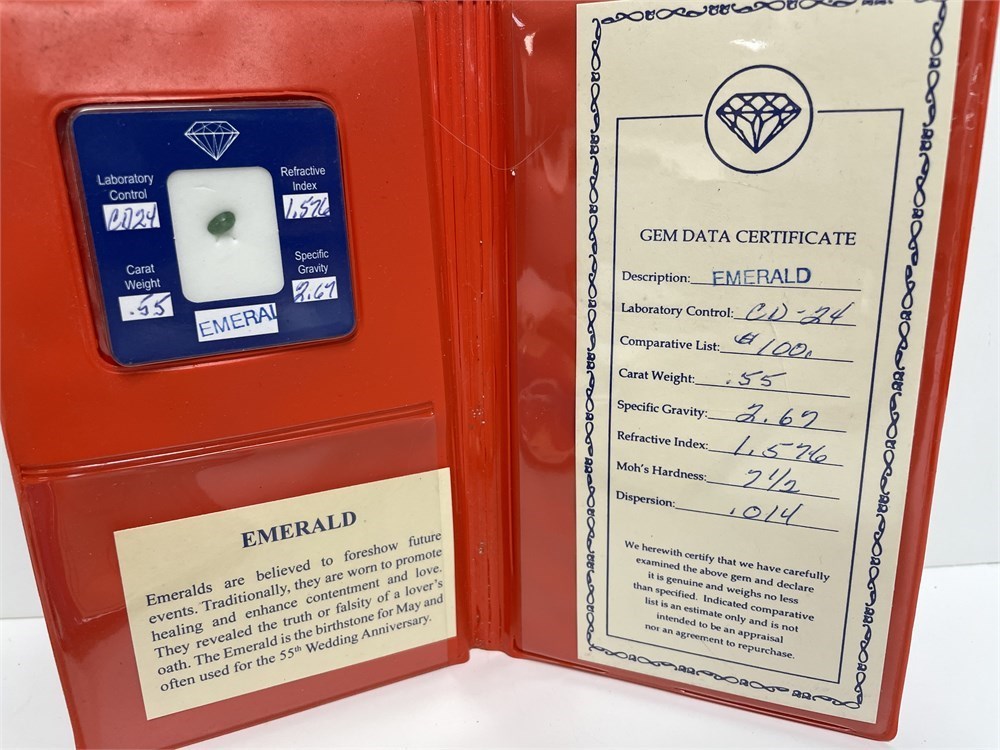 Laboratory
Control
CD24
Refractive
Index
1.576
Carat
Weight
.55
Specific
Gravity
2.67
EMERAL
EMERALD
Emeralds are believed to foreshow future
events. Traditionally, they are worn to promote
healing and enhance contentment and love.
They revealed the truth or falsity of a lover's
oath. The Emerald is the birthstone for May and
often used for the 55th Wedding Anniversary.
GEM DATA CERTIFICATE
Description: EMERALD
Laboratory Control: CD-24
Comparative List: $100.
Carat Weight: .55
Specific Gravity: 2.67
Refractive Index: 1.576
Moh's Hardness: 7 1/2
Dispersion: .014
We herewith certify that we have carefully
examined the above gem and declare
it is genuine and weighs no less
than specified. Indicated comparative
list is an estimate only and is not
intended to be an appraisal
nor an agreement to repurchase.